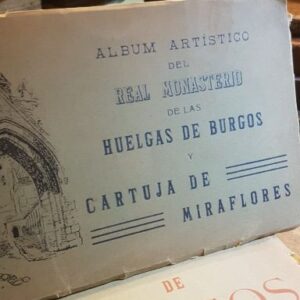 ALBUM ARTÍSTICO
DEL
REAL MONASTERIO
DE LAS
HUELGAS DE BURGOS
Y
CARTUJA DE
MIRAFLORES
DE